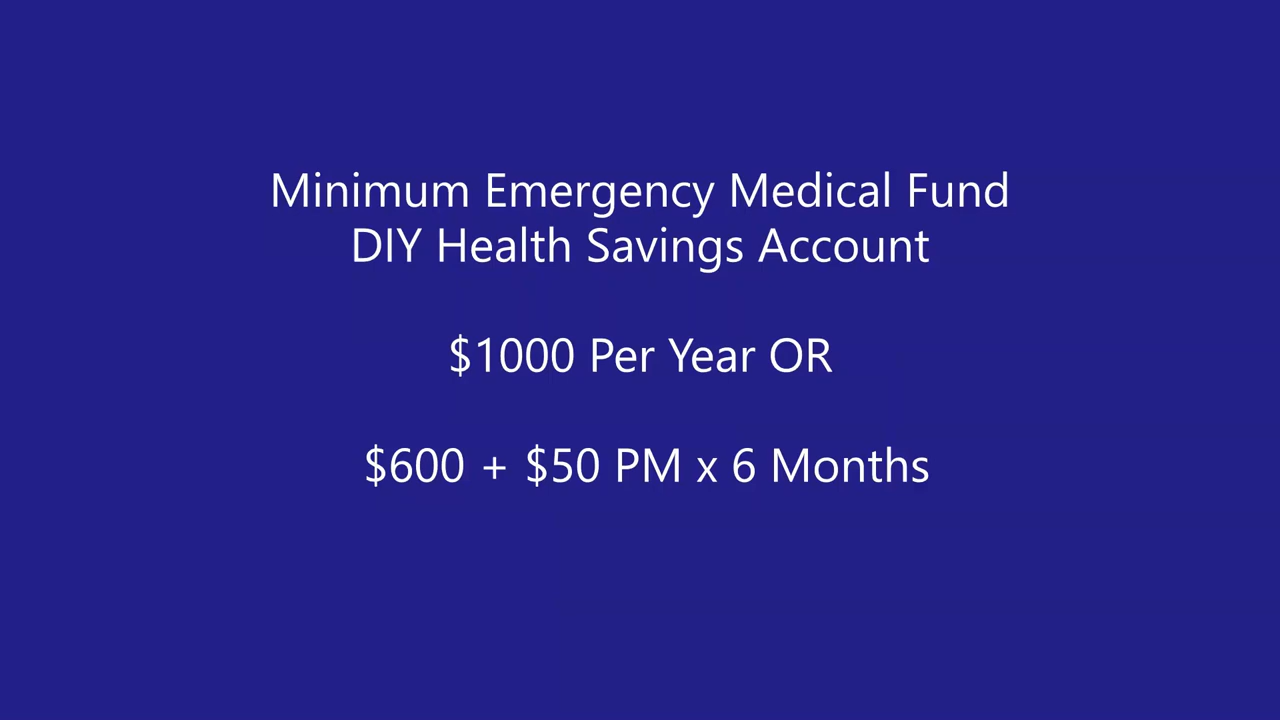 Minimum Emergency Medical Fund
DIY Health Savings Account
$1000 Per Year OR
$600 + $50 PM x 6 Months